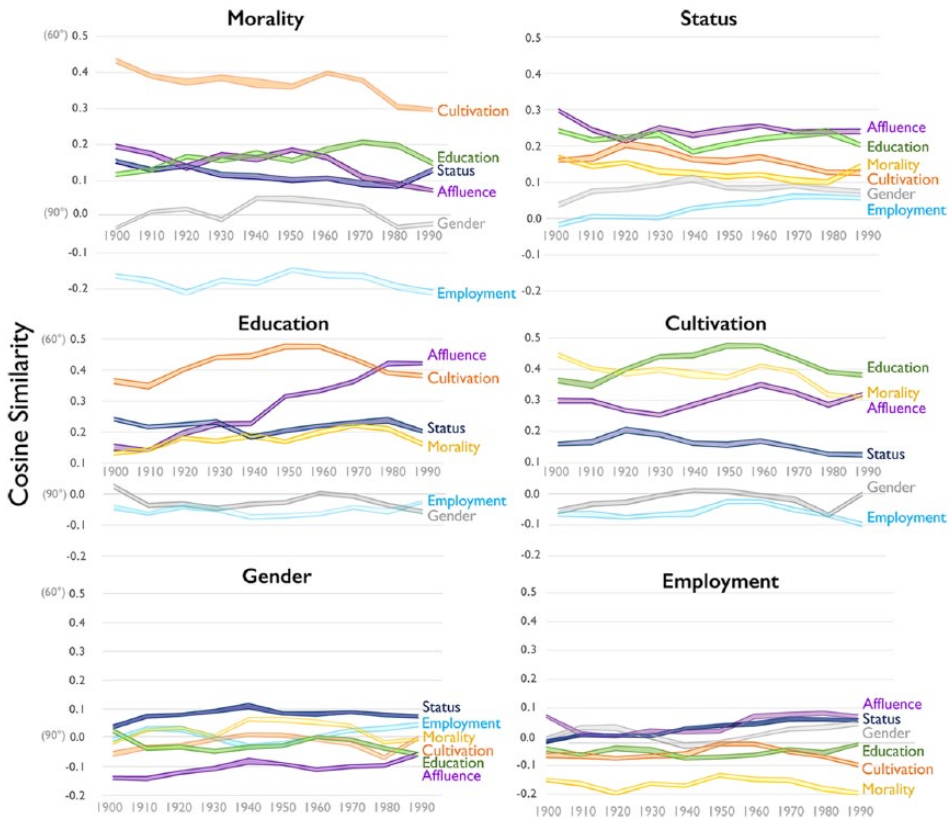 Morality
(60°) 0.5
0.4
0.3
0.2
0.1
(90°) 0.0
-0.1
-0.2
Cultivation
Education
Status
Affluence
Gender
Employment
1900 1910 1920 1930 1940 1950 1960 1970 1980 1990
Status
0.5
0.4
0.3
0.2
0.1
0.0
-0.1
-0.2
Affluence
Education
Morality
Cultivation
Gender
Employment
1900 1910 1920 1930 1940 1950 1960 1970 1980 1990
Cosine Similarity
Education
(60°) 0.5
0.4
0.3
0.2
0.1
(90°) 0.0
-0.1
-0.2
Affluence
Cultivation
Status
Morality
1900 1910 1920 1930 1940 1950 1960 1970 1980 1990
Employment
Gender
Cultivation
0.5
0.4
0.3
0.2
0.1
0.0
-0.1
-0.2
Education
Morality
Affluence
Status
1900 1910 1920 1930 1940 1950 1960 1970 1980 1990
Gender
Employment
Gender
(60°) 0.5
0.4
0.3
0.2
0.1
(90°) 0.0
-0.1
-0.2
Status
Employment
Morality
Cultivation
Education
Affluence
1900 1910 1920 1930 1940 1950 1960 1970 1980 1990
Employment
0.5
0.4
0.3
0.2
0.1
-0.0
-0.1
-0.2
Affluence
Status
Gender
Education
Cultivation
Morality
1900 1910 1920 1930 1940 1950 1960 1970 1980 1990